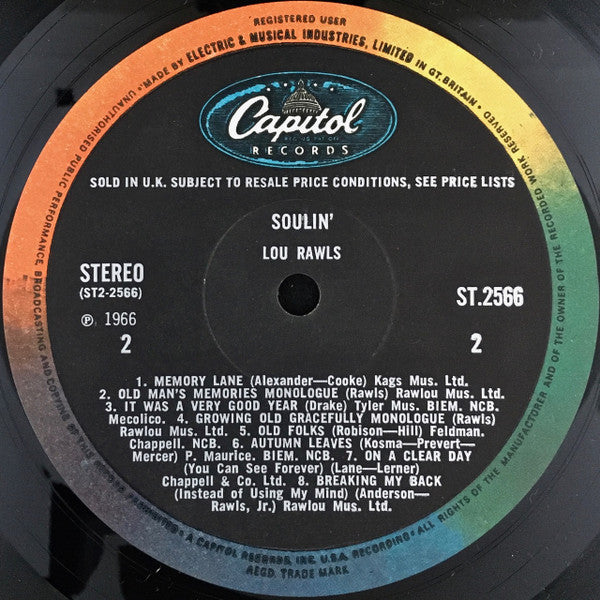 REGISTERED USER
• MADE BY ELECTRIC & MUSICAL INDUSTRIES, LIMITED IN GT. BRITAIN •
Capitol
RECORDS
SOLD IN U.K. SUBJECT TO RESALE PRICE CONDITIONS, SEE PRICE LISTS
SOULIN'
LOU RAWLS
STEREO
(ST2-2566)
ST.2566
Ⓟ 1966
2
2
1. MEMORY LANE (Alexander—Cooke) Kags Mus. Ltd.
2. OLD MAN'S MEMORIES MONOLOGUE (Rawls) Rawlou Mus. Ltd.
3. IT WAS A VERY GOOD YEAR (Drake) Tyler Mus. BIEM. NCB.
Mecolico. 4. GROWING OLD GRACEFULLY MONOLOGUE (Rawls)
Rawlou Mus. Ltd. 5. OLD FOLKS (Robison—Hill) Feldman.
Chappell. NCB. 6. AUTUMN LEAVES (Kosma—Prevert—
Mercer) P. Maurice. BIEM. NCB. 7. ON A CLEAR DAY
(You Can See Forever) (Lane—Lerner)
Chappell & Co. Ltd. 8. BREAKING MY BACK
(Instead of Using My Mind) (Anderson—
Rawls, Jr.) Rawlou Mus. Ltd.
• ALL RIGHTS OF THE MANUFACTURER AND OF THE OWNER OF THE RECORDED WORK RESERVED •
UNAUTHORISED PUBLIC PERFORMANCE, BROADCASTING AND COPYING OF THIS RECORD PROHIBITED
• A CAPITOL RECORDS, INC. U.S.A. RECORDING •
REGD. TRADE MARK